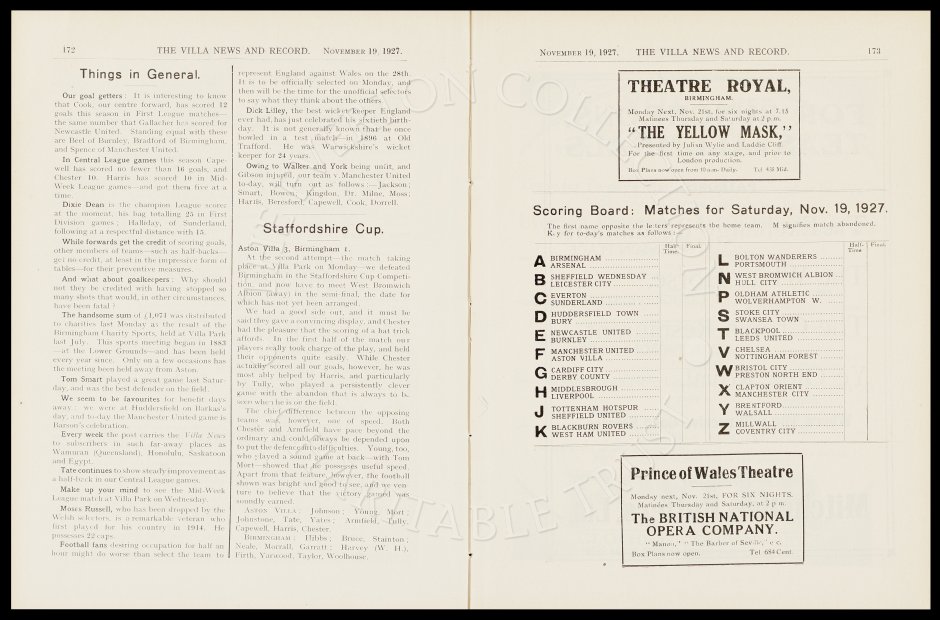 172 THE VILLA NEWS AND RECORD. NOVEMBER 19, 1927.
Things in General.
Our goal getters: It is interesting to
know that Cook, our centre forward, has scored 12
goals this season in First League matches—
the same number that Gallacher has scored for
Newcastle United. Standing equal with these
are Beel of Burnley, Bradford of Birmingham,
and Spence of Manchester United.
In Central League games this season Cape-
well has scored no fewer than 16 goals, and
Chester 10. Harris has scored 10 in Mid-
Week League games—and got them five at a
time.
Dixie Dean is the champion League scorer
at the moment, his bag totalling 25 in First
Division games; Halliday, of Sunderland,
following at a respectful distance with 15.
While forwards get the credit of scoring goals,
other members of teams—such as half-backs—
get no credit, at least in the impressive form of
tables—for their preventive measures.
And what about goalkeepers: Why should
not they be credited with having stopped so
many shots that would, in other circumstances,
have been fatal?
The handsome sum of £1,071 was distributed
to charities last Monday as the result of the
Birmingham Charity Sports, held at Villa Park
last July. This sports meeting began in 1883
—at the Lower Grounds—and has been held
every year since. Only on a few occasions has
the meeting been held away from Aston.
Tom Smart played a great game last Satur-
day, and was the best defender on the field.
We seem to be favourites for benefit days
away: we were at Huddersfield on Barkas's
day, and to-day the Manchester United game is
Barson's celebration.
Every week the post carries the Villa News
to subscribers in such far-away places as
Wamuran (Queensland), Honolulu, Saskatoon
and Egypt.
Tate continues to show steady improvement as
a half-back in our Central League games.
Make up your mind to see the Mid-Week
League match at Villa Park on Wednesday.
Moses Russell, who has been dropped by the
Welsh selectors, is a remarkable veteran who
first played for his country in 1914. He
possesses 22 caps.
Football fans desiring occupation for half an
hour might do worse than select the team to
represent England against Wales on the 28th.
It is to be officially selected on Monday, and
then will be the time for the unofficial selectors
to say what they think about the others.
Dick Lilley, the best wicket keeper England
ever had, has just celebrated his sixtieth birth-
day. It is not generally known that he once
bowled in a test match—in 1896 at Old
Trafford. He was Warwickshire's wicket
keeper for 24 years.
Owing to Walker and York being unfit, and
Gibson injured, our team v. Manchester United
to-day, will turn out as follows:—Jackson;
Smart, Bowen; Kingdon, Dr. Milne, Moss;
Harris, Beresford, Capewell, Cook, Dorrell.
Staffordshire Cup.
Aston Villa 3, Birmingham 1.
At the second attempt—the match taking
place at Villa Park on Monday—we defeated
Birmingham in the Staffordshire Cup Competi-
tion, and now have to meet West Bromwich
Albion (away) in the semi-final, the date for
which has not yet been arranged.
We had a good side out, and it must be
said they gave a convincing display, and Chester
had the pleasure that the scoring of a hat trick
affords. In the first half of the match our
players really took charge of the play, and held
their opponents quite easily. While Chester
actually scored all our goals, however, he was
most ably helped by Harris, and particularly
by Tully, who played a persistently clever
game with the abandon that is always to be
seen when he is on the field.
The chief difference between the opposing
teams was, however, one of speed. Both
Chester and Armfield have pace beyond the
ordinary and could always be depended upon
to put the defence into difficulties. Young, too,
who played a sound game at back—with Tom
Mort—showed that he possesses useful speed.
Apart from that feature, however, the football
shown was bright and good to see, and we ven-
ture to believe that the victory gained was
soundly earned.
ASTON VILLA: Johnson; Young, Mort;
Johnstone, Tate, Yates; Armfield, Tully,
Capewell, Harris, Chester.
BIRMINGHAM: Hibbs; Bruce, Stainton;
Neale, Morrall, Garratt; Harvey (W. H.),
Firth, Yarwood, Taylor, Woolhouse.
NOVEMBER 19, 1927. THE VILLA NEWS AND RECORD. 173
THEATRE ROYAL,
BIRMINGHAM.
Monday Next, Nov. 21st, for six nights at 7.15
Matinees Thursday and Saturday at 2 p.m.
"THE YELLOW MASK,"
Presented by Julian Wylie and Laddie Cliff.
For the first time on any stage, and prior to
London production.
Box Plans now open from 10 a.m. Daily. Tel 438 Mid.
Scoring Board: Matches for Saturday, Nov. 19, 1927.
The first name opposite the letters represents the home team. M signifies match abandoned.
Key for to-day's matches as follows:
Half-Time. Final.
A BIRMINGHAM
ARSENAL
B SHEFFIELD WEDNESDAY
LEICESTER CITY
C EVERTON
SUNDERLAND
D HUDDERSFIELD TOWN
BURY
E NEWCASTLE UNITED
BURNLEY
F MANCHESTER UNITED
ASTON VILLA
G CARDIFF CITY
DERBY COUNTY
H MIDDLESBROUGH
LIVERPOOL
J TOTTENHAM HOTSPUR
SHEFFIELD UNITED
K BLACKBURN ROVERS
WEST HAM UNITED
Half-Time. Final.
L BOLTON WANDERERS
PORTSMOUTH
N WEST BROMWICH ALBION
HULL CITY
P OLDHAM ATHLETIC
WOLVERHAMPTON W.
S STOKE CITY
SWANSEA TOWN
T BLACKPOOL
LEEDS UNITED
V CHELSEA
NOTTINGHAM FOREST
W BRISTOL CITY
PRESTON NORTH END
X CLAPTON ORIENT
MANCHESTER CITY
Y BRENTFORD
WALSALL
Z MILLWALL
COVENTRY CITY
Prince of Wales Theatre
Monday next, Nov. 21st, FOR SIX NIGHTS.
Matinees Thursday and Saturday, at 2 p.m.
The BRITISH NATIONAL
OPERA COMPANY.
"Manon," "The Barber of Seville," e c.
Box Plans now open. Tel 684 Cent.